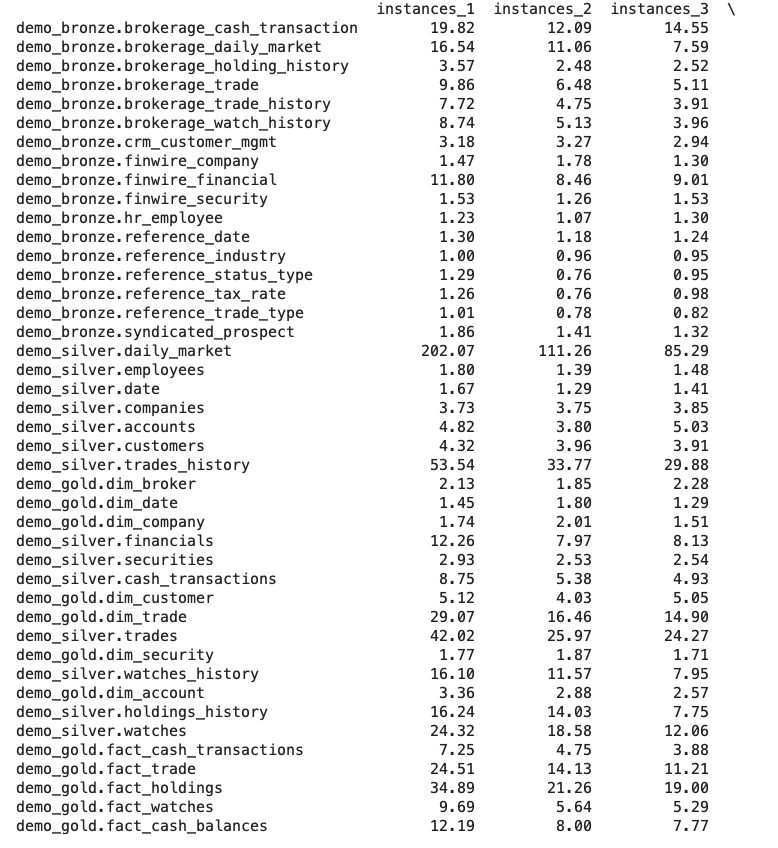 instances_1 instances_2 instances_3 \
demo_bronze.brokerage_cash_transaction 19.82 12.09 14.55
demo_bronze.brokerage_daily_market 16.54 11.06 7.59
demo_bronze.brokerage_holding_history 3.57 2.48 2.52
demo_bronze.brokerage_trade 9.86 6.48 5.11
demo_bronze.brokerage_trade_history 7.72 4.75 3.91
demo_bronze.brokerage_watch_history 8.74 5.13 3.96
demo_bronze.crm_customer_mgmt 3.18 3.27 2.94
demo_bronze.finwire_company 1.47 1.78 1.30
demo_bronze.finwire_financial 11.80 8.46 9.01
demo_bronze.finwire_security 1.53 1.26 1.53
demo_bronze.hr_employee 1.23 1.07 1.30
demo_bronze.reference_date 1.30 1.18 1.24
demo_bronze.reference_industry 1.00 0.96 0.95
demo_bronze.reference_status_type 1.29 0.76 0.95
demo_bronze.reference_tax_rate 1.26 0.76 0.98
demo_bronze.reference_trade_type 1.01 0.78 0.82
demo_bronze.syndicated_prospect 1.86 1.41 1.32
demo_silver.daily_market 202.07 111.26 85.29
demo_silver.employees 1.80 1.39 1.48
demo_silver.date 1.67 1.29 1.41
demo_silver.companies 3.73 3.75 3.85
demo_silver.accounts 4.82 3.80 5.03
demo_silver.customers 4.32 3.96 3.91
demo_silver.trades_history 53.54 33.77 29.88
demo_gold.dim_broker 2.13 1.85 2.28
demo_gold.dim_date 1.45 1.80 1.29
demo_gold.dim_company 1.74 2.01 1.51
demo_silver.financials 12.26 7.97 8.13
demo_silver.securities 2.93 2.53 2.54
demo_silver.cash_transactions 8.75 5.38 4.93
demo_gold.dim_customer 5.12 4.03 5.05
demo_gold.dim_trade 29.07 16.46 14.90
demo_silver.trades 42.02 25.97 24.27
demo_gold.dim_security 1.77 1.87 1.71
demo_silver.watches_history 16.10 11.57 7.95
demo_gold.dim_account 3.36 2.88 2.57
demo_silver.holdings_history 16.24 14.03 7.75
demo_silver.watches 24.32 18.58 12.06
demo_gold.fact_cash_transactions 7.25 4.75 3.88
demo_gold.fact_trade 24.51 14.13 11.21
demo_gold.fact_holdings 34.89 21.26 19.00
demo_gold.fact_watches 9.69 5.64 5.29
demo_gold.fact_cash_balances 12.19 8.00 7.77